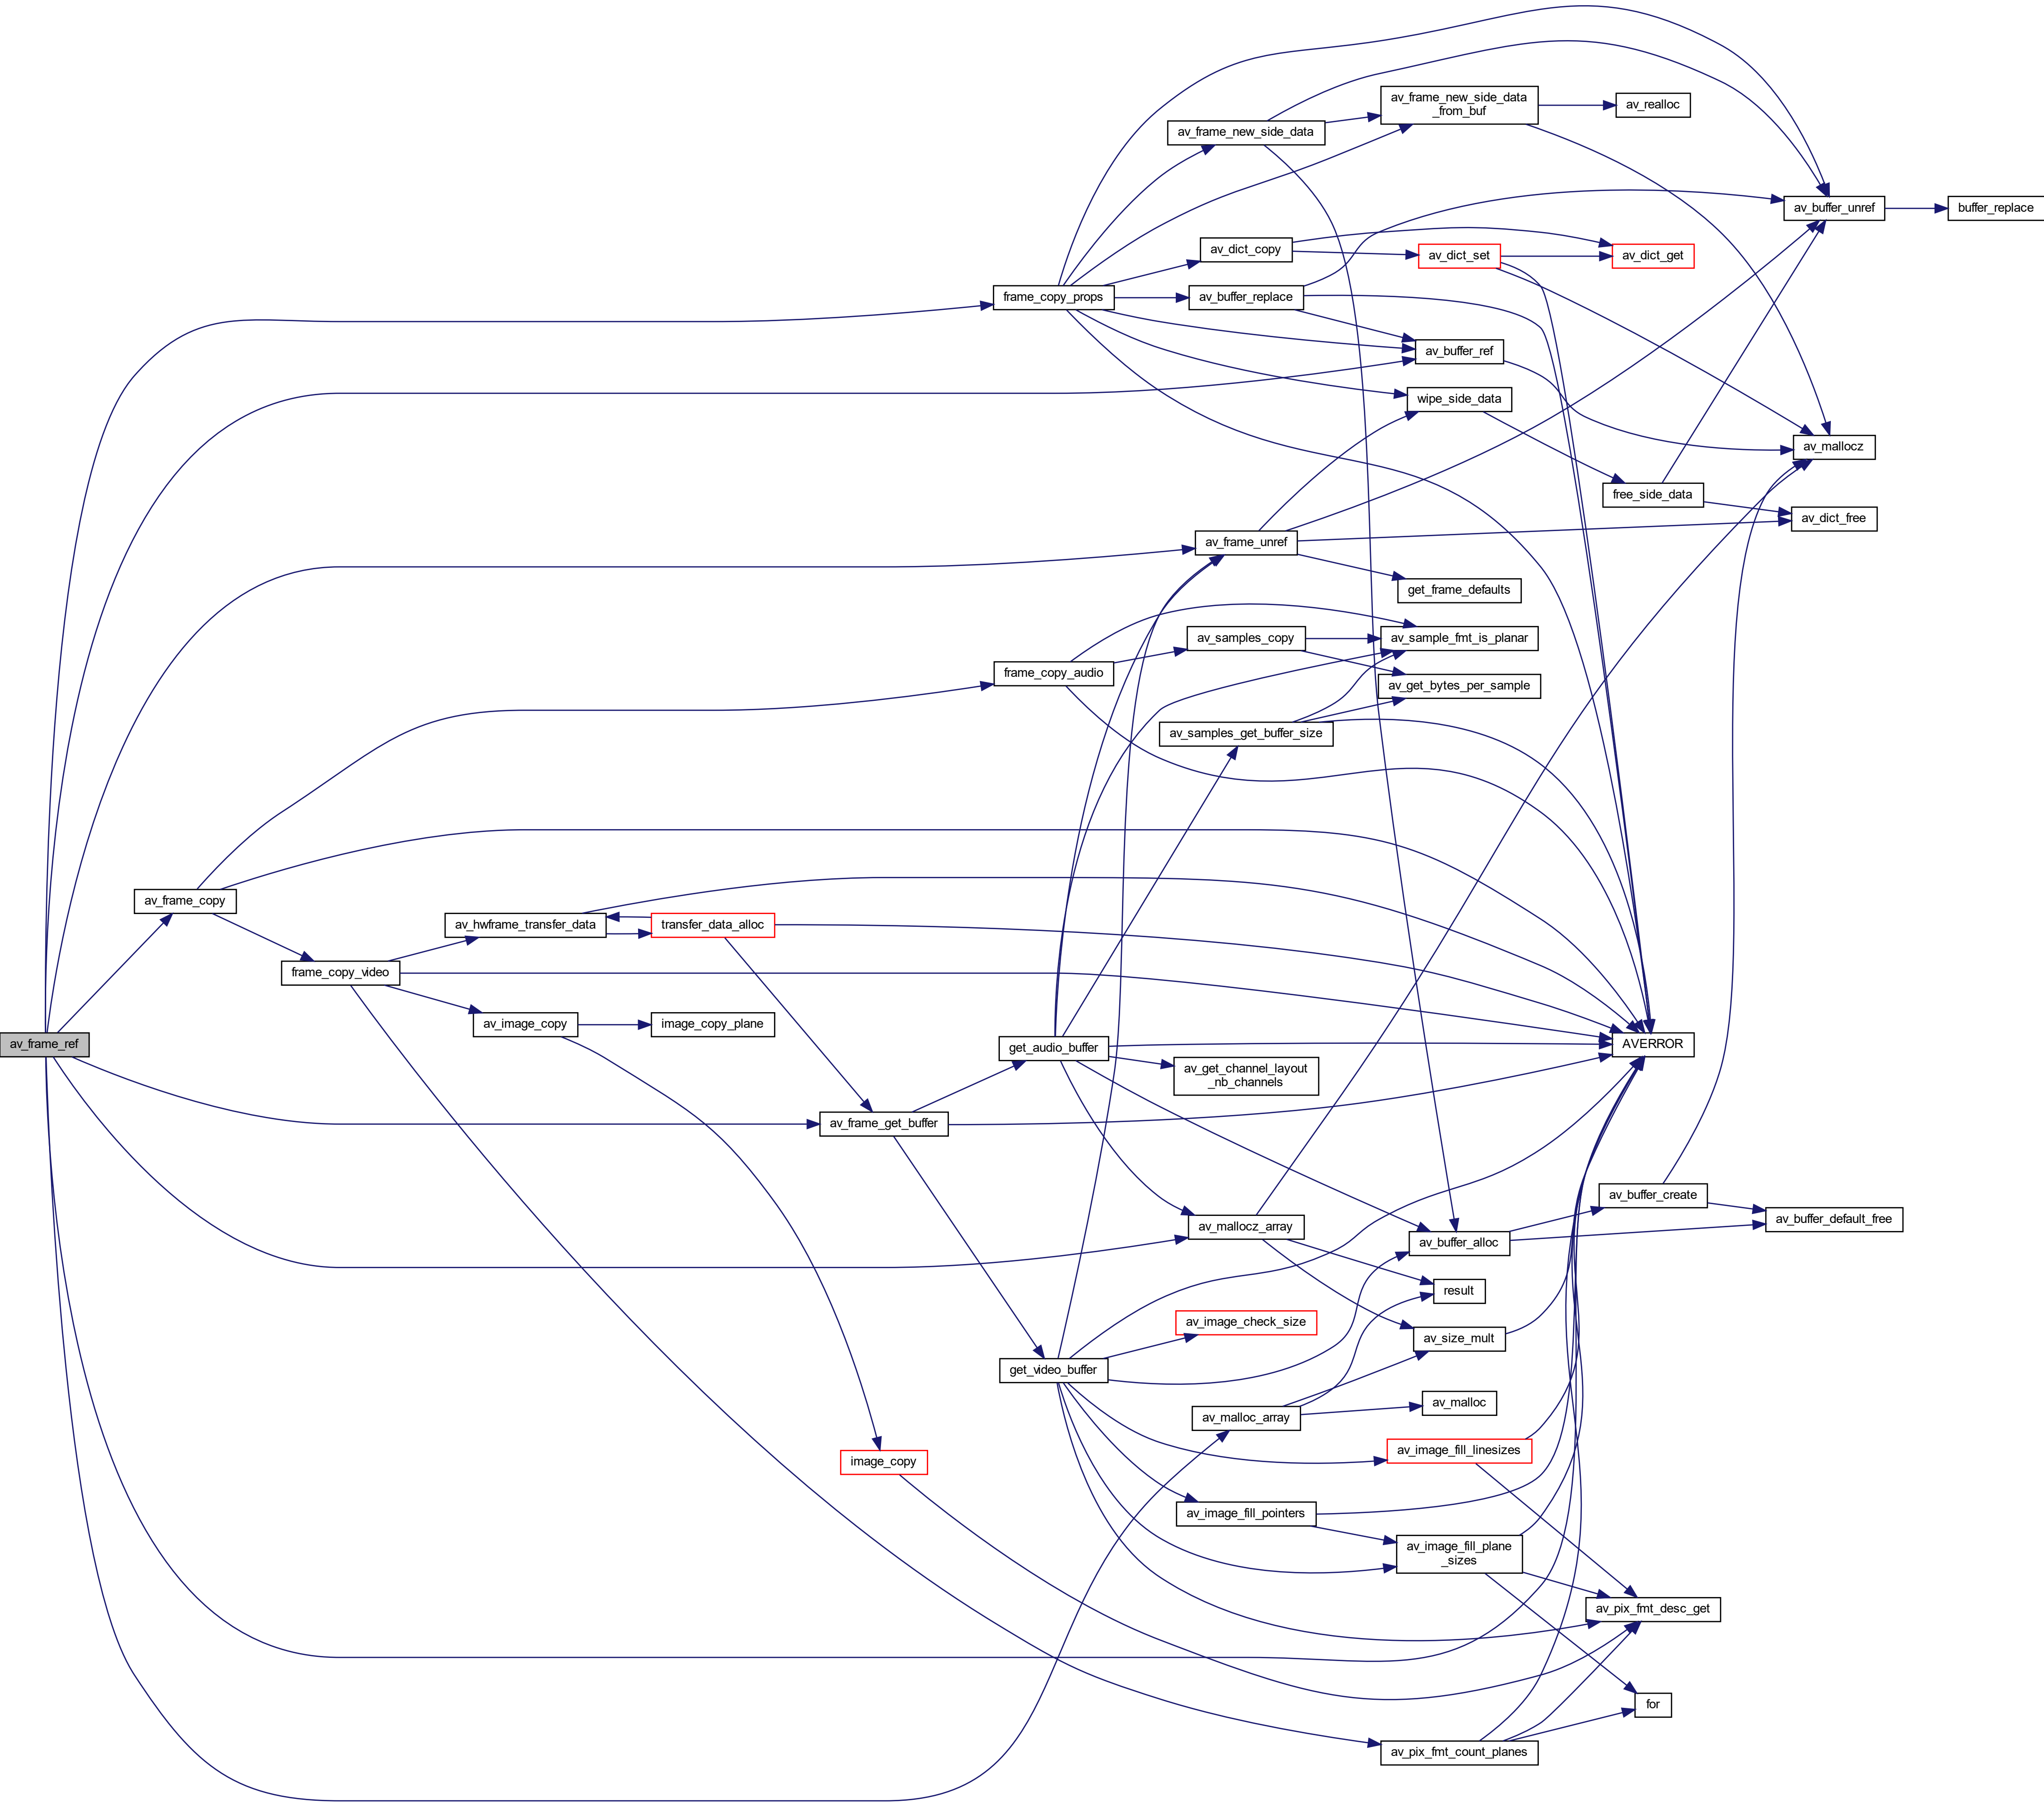 av_frame_new_side_data
_from_buf
av_realloc
av_frame_new_side_data
av_buffer_unref
buffer_replace
av_dict_copy
av_dict_set
av_dict_get
frame_copy_props
av_buffer_replace
av_buffer_ref
wipe_side_data
av_mallocz
free_side_data
av_dict_free
av_frame_unref
get_frame_defaults
av_samples_copy
av_sample_fmt_is_planar
frame_copy_audio
av_get_bytes_per_sample
av_samples_get_buffer_size
av_frame_copy
av_hwframe_transfer_data
transfer_data_alloc
frame_copy_video
av_image_copy
image_copy_plane
av_frame_ref
get_audio_buffer
AVERROR
av_get_channel_layout
_nb_channels
av_frame_get_buffer
av_buffer_create
av_mallocz_array
av_buffer_default_free
av_buffer_alloc
result
av_image_check_size
av_size_mult
get_video_buffer
av_malloc
av_malloc_array
av_image_fill_linesizes
image_copy
av_image_fill_pointers
av_image_fill_plane
_sizes
av_pix_fmt_desc_get
for
av_pix_fmt_count_planes